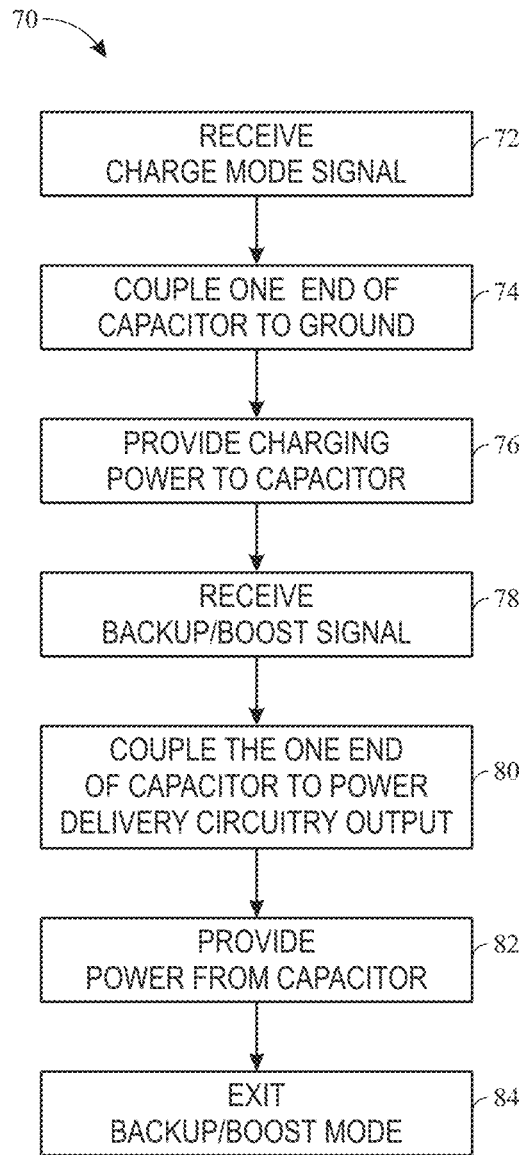 70
RECEIVE
CHARGE MODE SIGNAL
72
COUPLE ONE END OF
CAPACITOR TO GROUND
74
PROVIDE CHARGING
POWER TO CAPACITOR
76
RECEIVE
BACKUP/BOOST SIGNAL
78
COUPLE THE ONE END
OF CAPACITOR TO POWER
DELIVERY CIRCUITRY OUTPUT
80
PROVIDE
POWER FROM CAPACITOR
82
EXIT
BACKUP/BOOST MODE
84